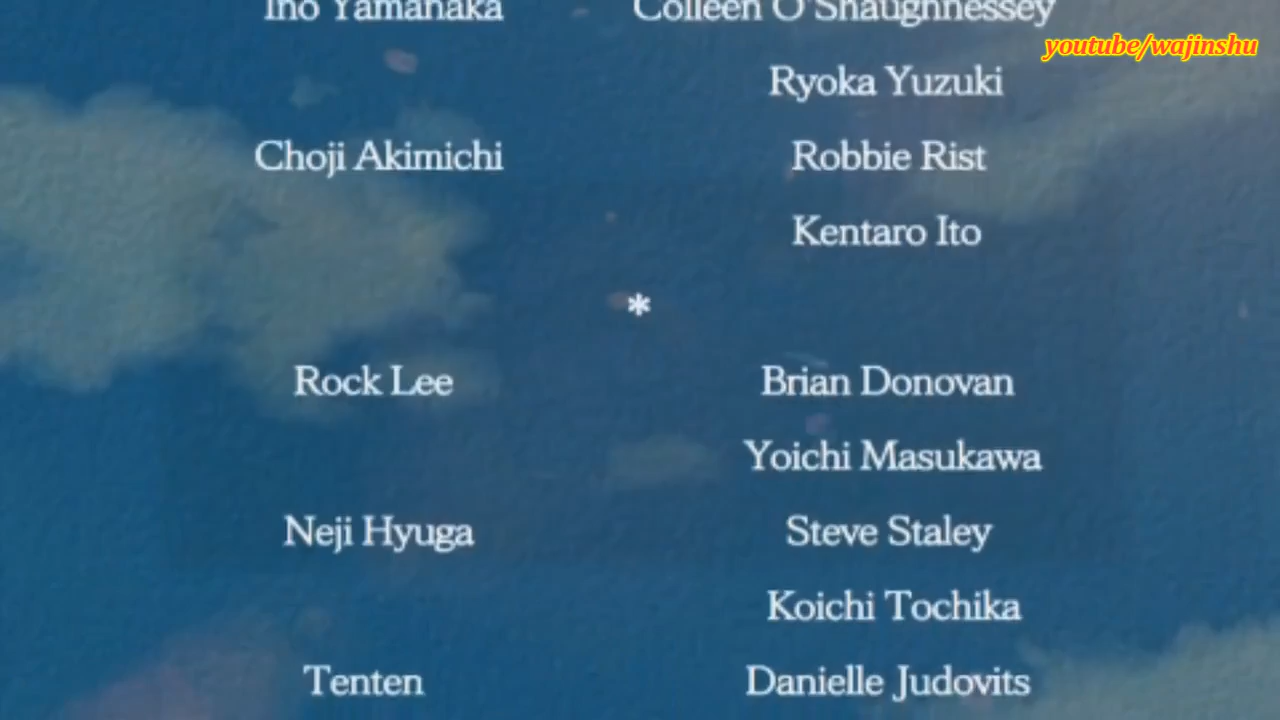 Ino Yamanaka Colleen O'Shaughnessey
youtube/wajinshu
Ryoka Yuzuki
Choji Akimichi Robbie Rist
Kentaro Ito
*
Rock Lee Brian Donovan
Yoichi Masukawa
Neji Hyuga Steve Staley
Koichi Tochika
Tenten Danielle Judovits